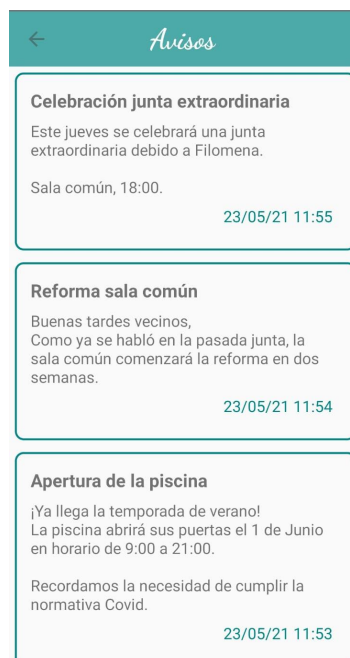 Avisos
Celebración junta extraordinaria
Este jueves se celebrará una junta
extraordinaria debido a Filomena.
Sala común, 18:00.
23/05/21 11:55
Reforma sala común
Buenas tardes vecinos,
Como ya se habló en la pasada junta, la
sala común comenzará la reforma en dos
semanas.
23/05/21 11:54
Apertura de la piscina
¡Ya llega la temporada de verano!
La piscina abrirá sus puertas el 1 de Junio
en horario de 9:00 a 21:00.
Recordamos la necesidad de cumplir la
normativa Covid.
23/05/21 11:53